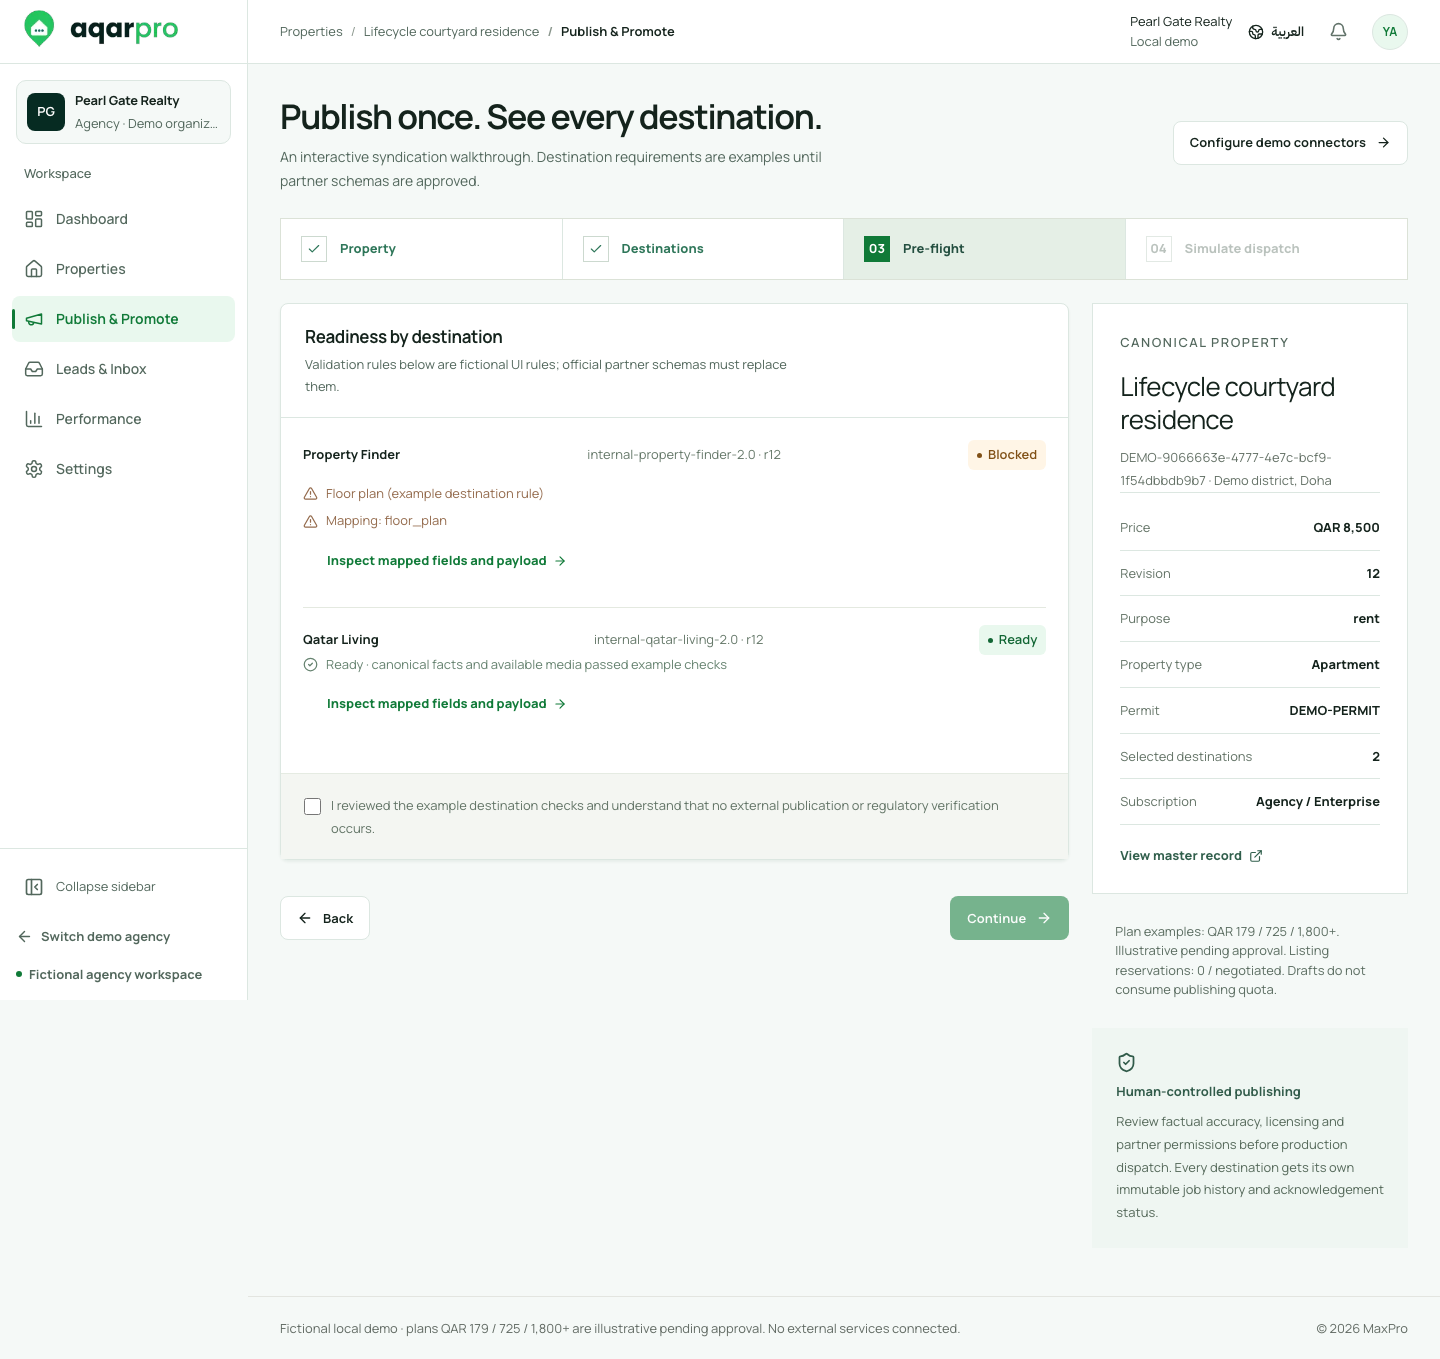 aqarpro
Properties / Lifecycle courtyard residence / Publish & Promote
Pearl Gate Realty
Local demo
العربية
YA
PG
Pearl Gate Realty
Agency · Demo organiz...
Workspace
Dashboard
Properties
Publish & Promote
Leads & Inbox
Performance
Settings
Collapse sidebar
Switch demo agency
Fictional agency workspace
Publish once. See every destination.
An interactive syndication walkthrough. Destination requirements are examples until
partner schemas are approved.
Configure demo connectors
Property
Destinations
03 Pre-flight
04 Simulate dispatch
Readiness by destination
Validation rules below are fictional UI rules; official partner schemas must replace
them.
Property Finder internal-property-finder-2.0 · r12 Blocked
Floor plan (example destination rule)
Mapping: floor_plan
Inspect mapped fields and payload
Qatar Living internal-qatar-living-2.0 · r12 Ready
Ready · canonical facts and available media passed example checks
Inspect mapped fields and payload
I reviewed the example destination checks and understand that no external publication or regulatory verification
occurs.
Back
Continue
CANONICAL PROPERTY
Lifecycle courtyard
residence
DEMO-9066663e-4777-4e7c-bcf9-
1f54dbbdb9b7 · Demo district, Doha
Price QAR 8,500
Revision 12
Purpose rent
Property type Apartment
Permit DEMO-PERMIT
Selected destinations 2
Subscription Agency / Enterprise
View master record
Plan examples: QAR 179 / 725 / 1,800+.
Illustrative pending approval. Listing
reservations: 0 / negotiated. Drafts do not
consume publishing quota.
Human-controlled publishing
Review factual accuracy, licensing and
partner permissions before production
dispatch. Every destination gets its own
immutable job history and acknowledgement
status.
Fictional local demo · plans QAR 179 / 725 / 1,800+ are illustrative pending approval. No external services connected.
© 2026 MaxPro